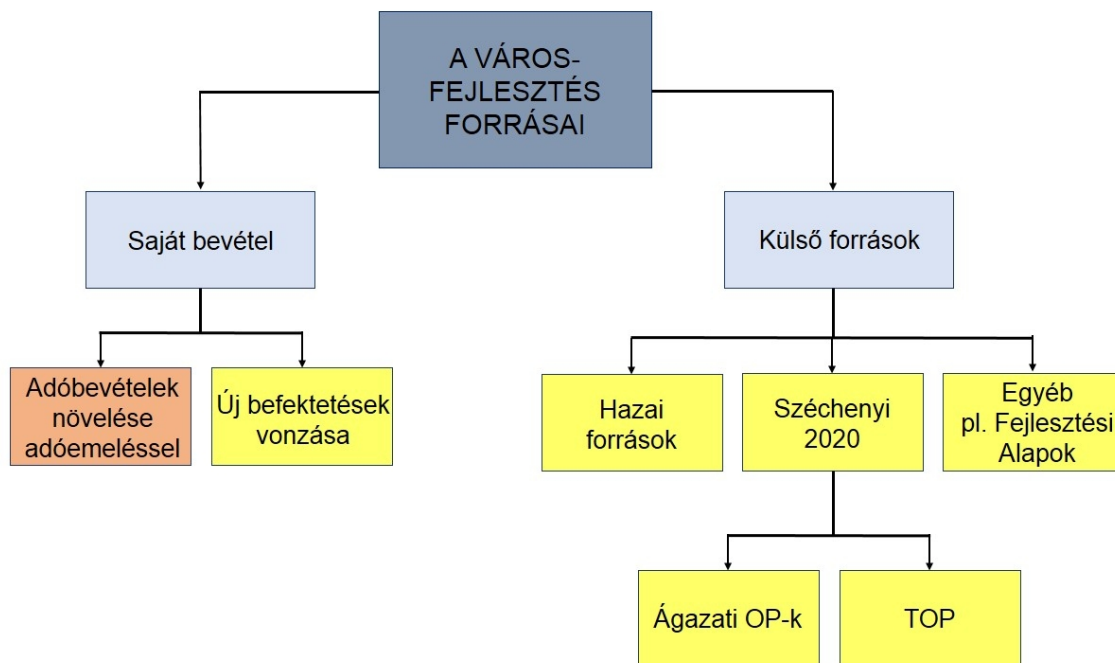 A VÁROS-
FEJLESZTÉS
FORRÁSAI
Saját bevétel
Külső források
Adóbevételek
növelése
adóemeléssel
Új befektetések
vonzása
Hazai
források
Széchenyi
2020
Egyéb
pl. Fejlesztési
Alapok
Ágazati OP-k
TOP